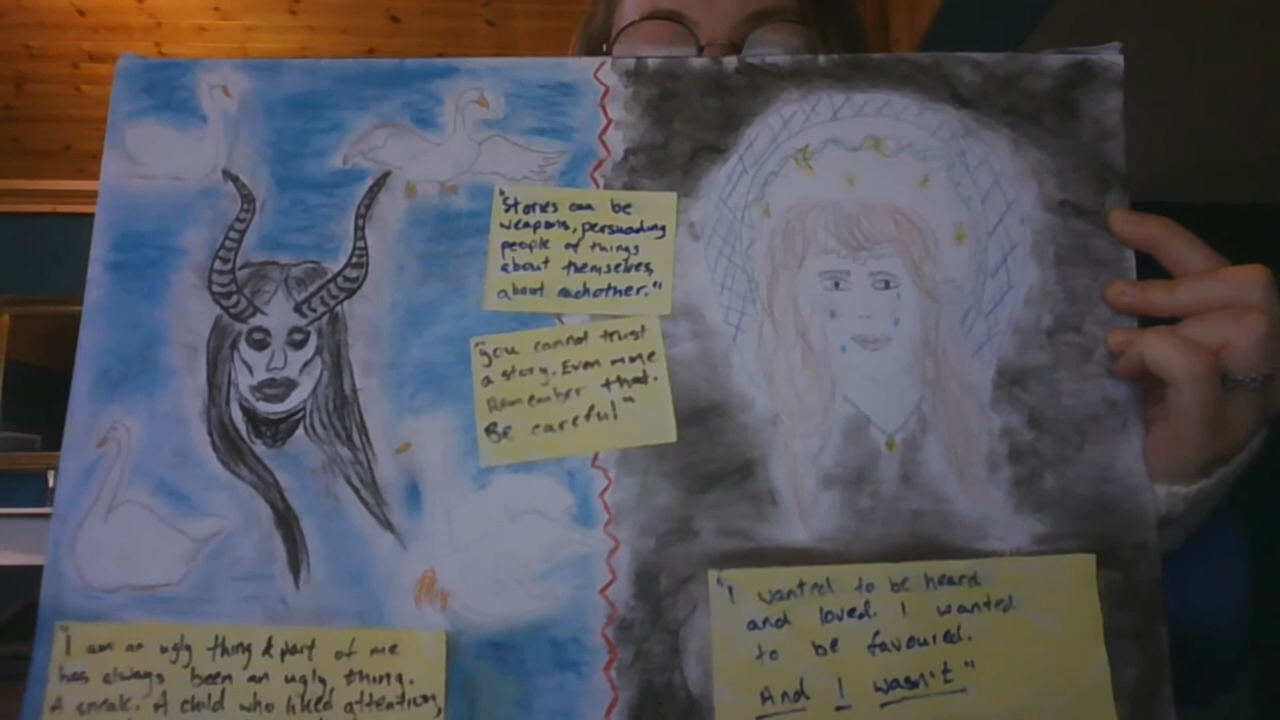 "Stories can be
weapons, persuading
people of things
about themselves,
about eachother."
"you cannot trust
a story. Even mine
Remember that.
Be careful"
"I am an ugly thing & part of me
has always been an ugly thing.
A sneak. A child who liked attention,
"I wanted to be heard
and loved. I wanted
to be favoured.
And I wasn't"